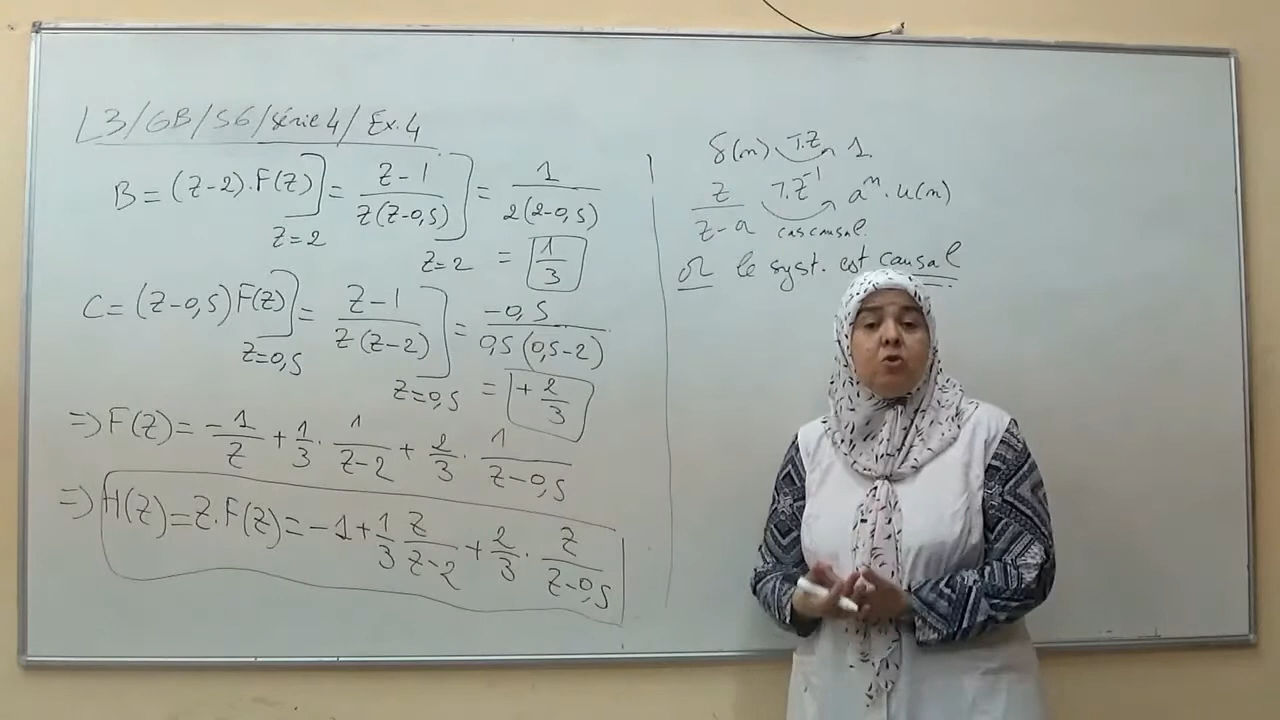 L3/GB/S6/série 4/ Ex.4
B = (z-2).F(z)]z=2 = z-1/z(z-0,5)]z=2 = 1/2(2-0,5)
= 1/3
C = (z-0,5) F(z)]z=0,5 = z-1/z(z-2)]z=0,5 = -0,5/0,5(0,5-2)
= +2/3
=> F(z) = -1/z + 1/3 . 1/z-2 + 2/3 . 1/z-0,5
=> H(z) = z.F(z) = -1 + 1/3 z/z-2 + 2/3 . z/z-0,5
δ(n) T.Z 1
z/z-a T.Z⁻¹ aⁿ.u(n)
cas causal.
or le syst. est causal